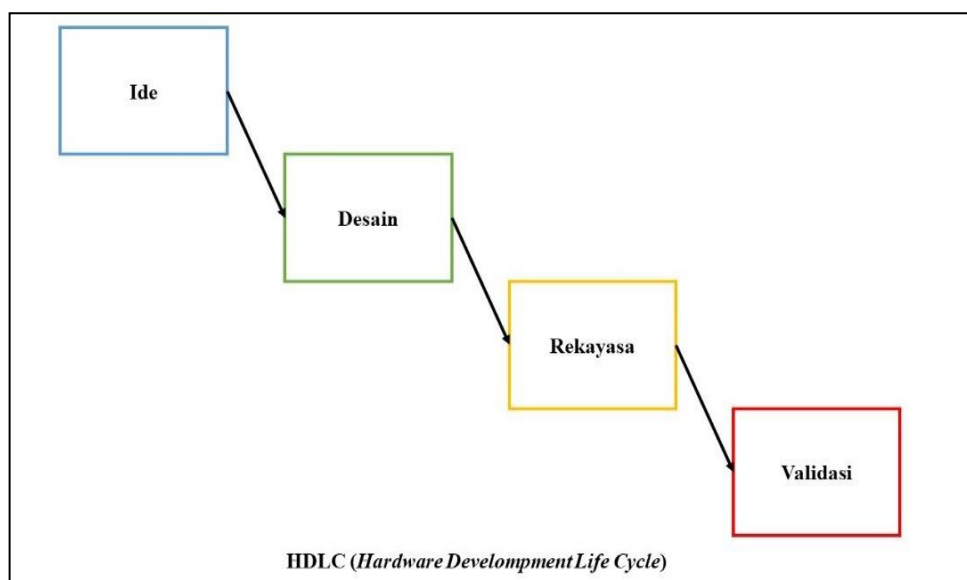 Ide
Desain
Rekayasa
Validasi
HDLC (Hardware Develompment Life Cycle)